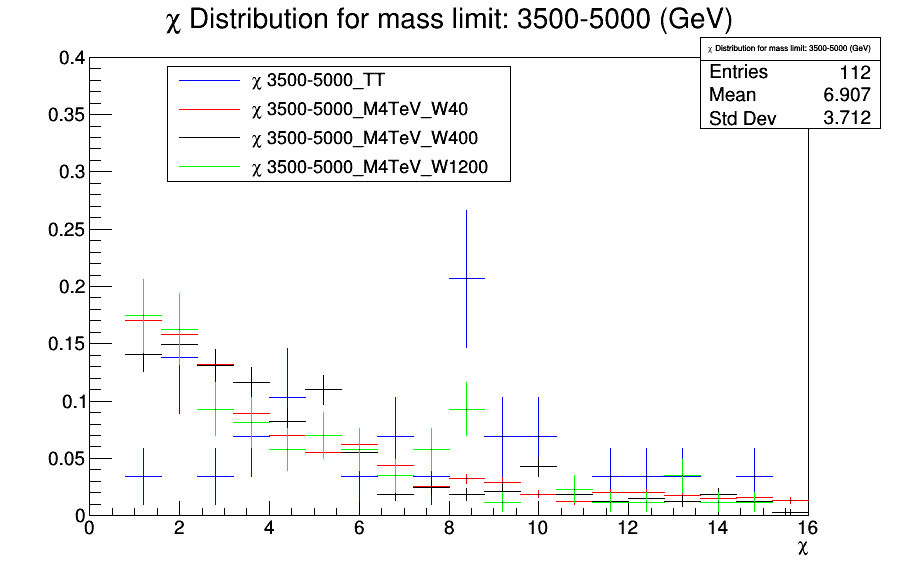 χ Distribution for mass limit: 3500-5000 (GeV)
χ Distribution for mass limit: 3500-5000 (GeV)
Entries 112
Mean 6.907
Std Dev 3.712
χ 3500-5000_TT
χ 3500-5000_M4TeV_W40
χ 3500-5000_M4TeV_W400
χ 3500-5000_M4TeV_W1200
0.4
0.35
0.3
0.25
0.2
0.15
0.1
0.05
0
0 2 4 6 8 10 12 14 16
χ